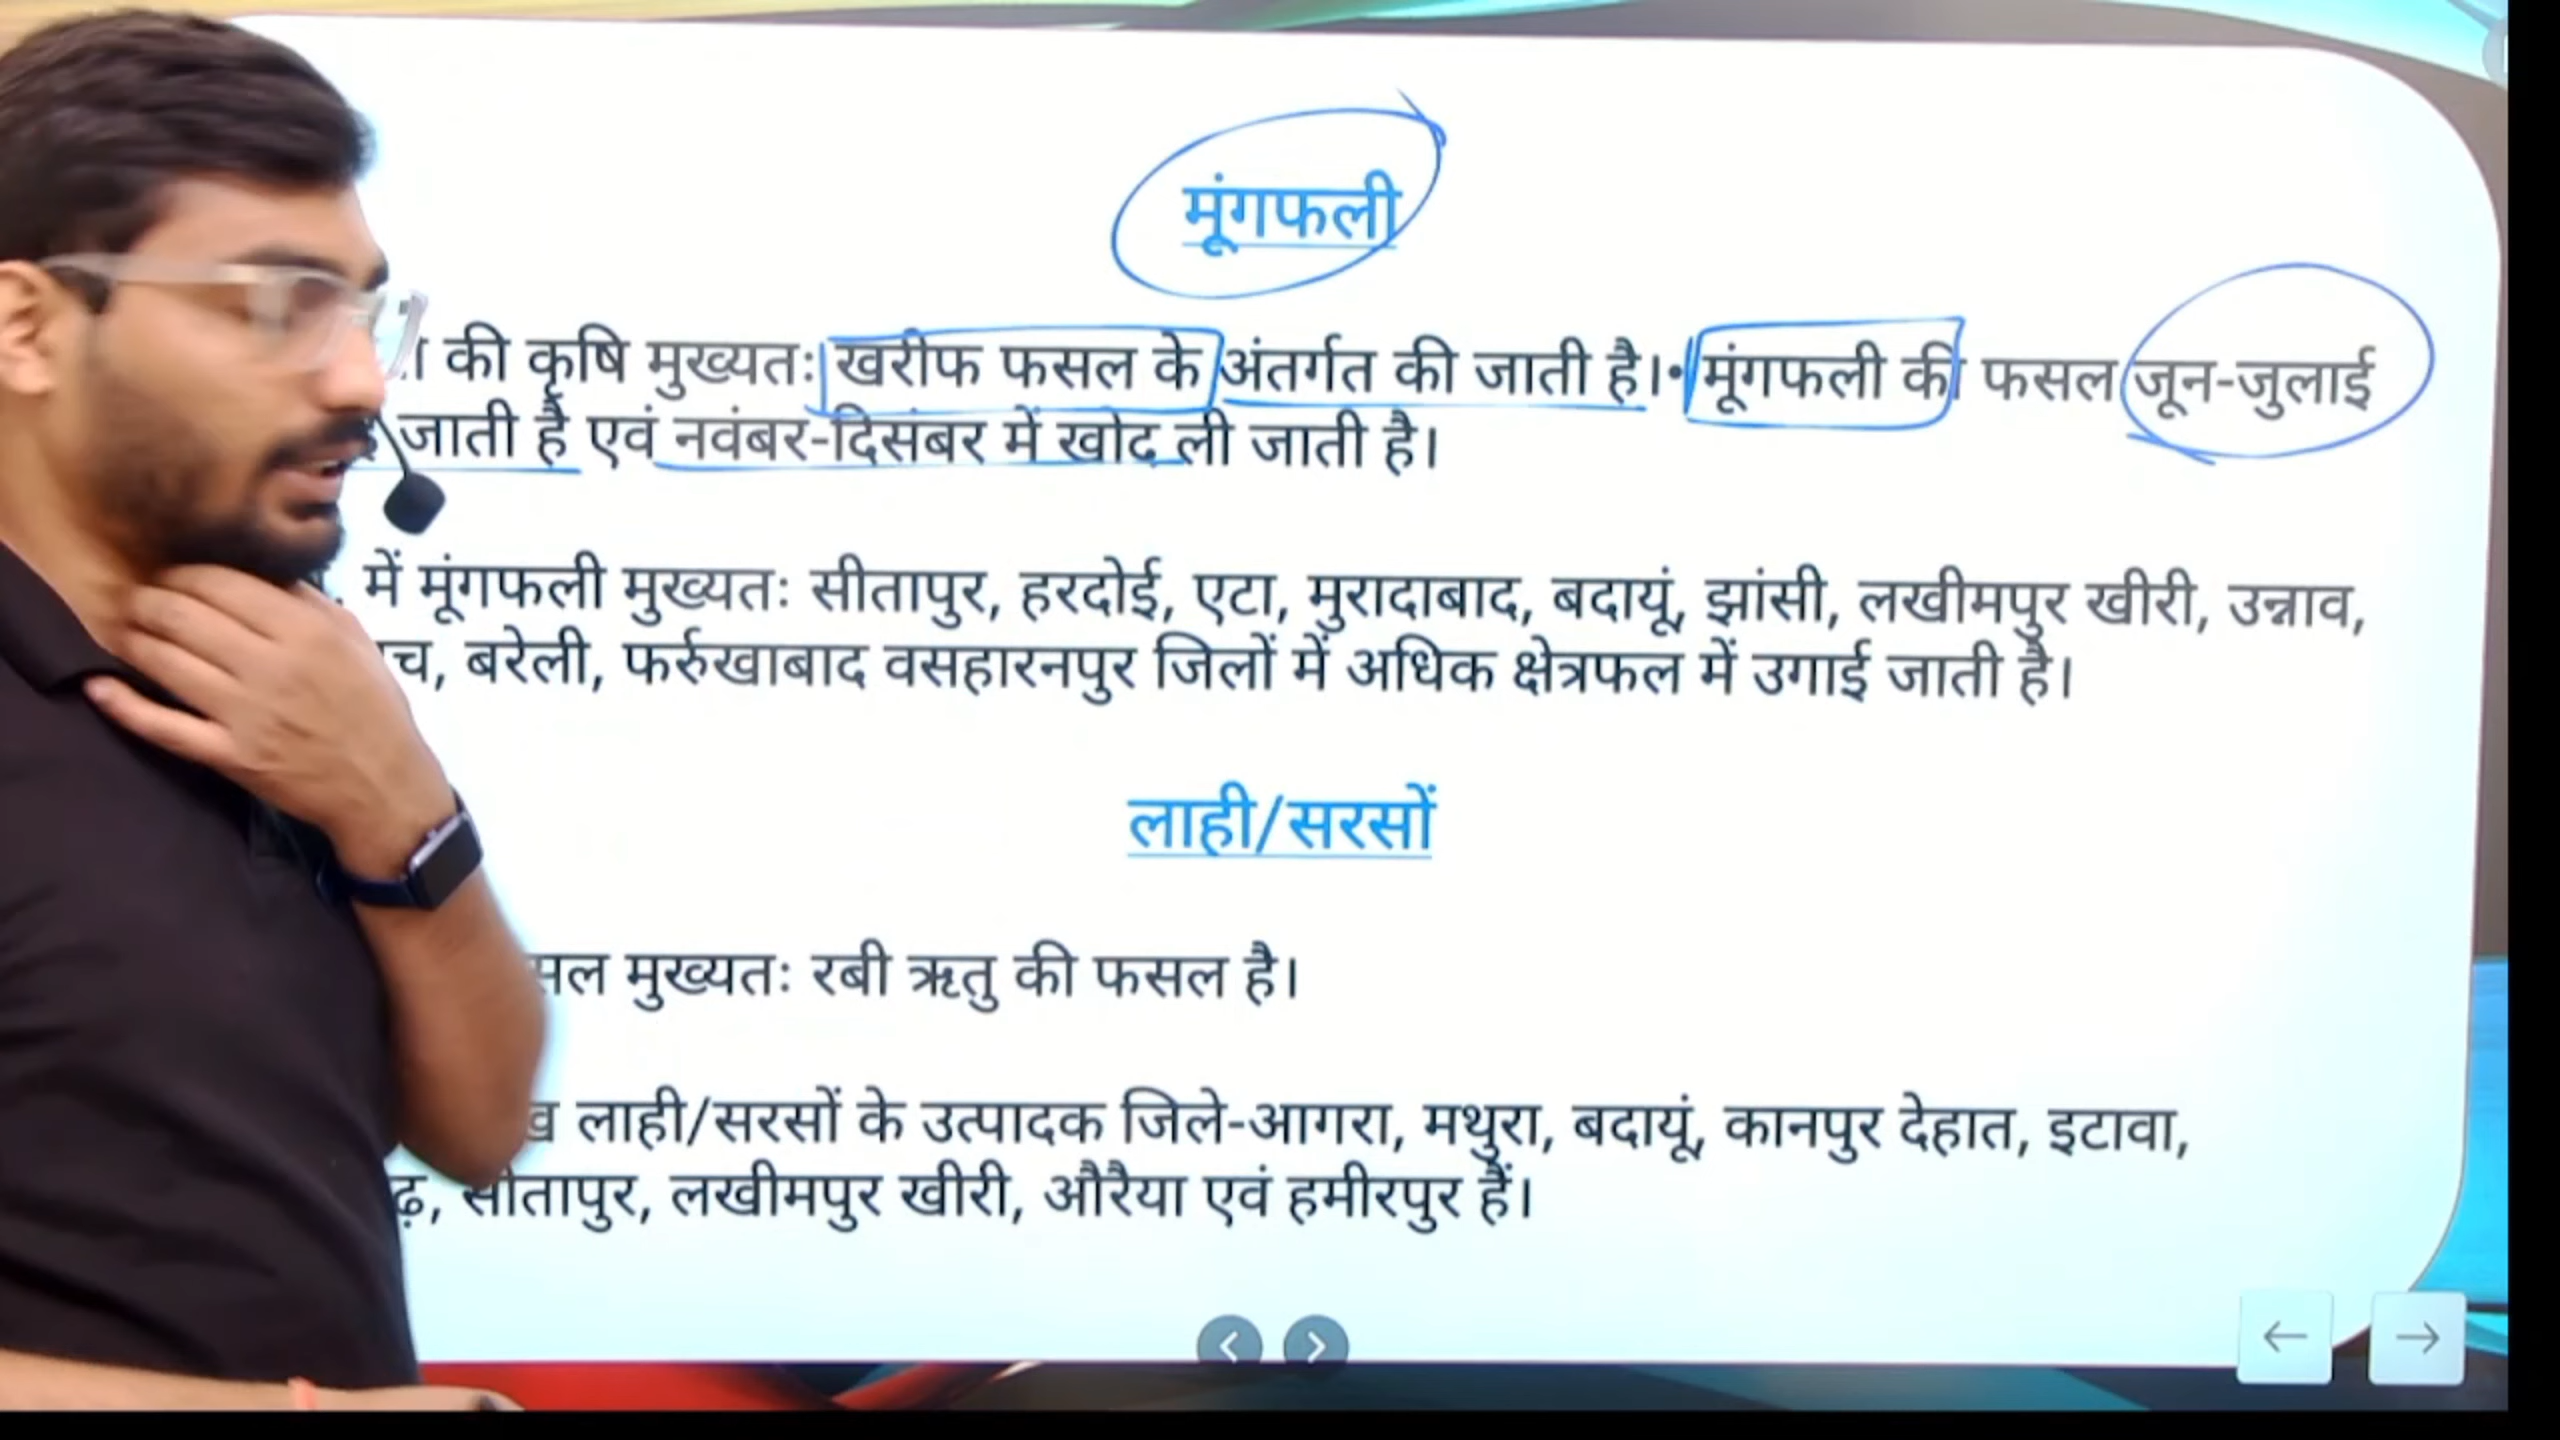 मूंगफली
की कृषि मुख्यतः खरीफ फसल के अंतर्गत की जाती है।• मूंगफली की फसल जून-जुलाई
जाती है एवं नवंबर-दिसंबर में खोद ली जाती है।
में मूंगफली मुख्यतः सीतापुर, हरदोई, एटा, मुरादाबाद, बदायूं, झांसी, लखीमपुर खीरी, उन्नाव,
बरेली, फर्रुखाबाद वसहारनपुर जिलों में अधिक क्षेत्रफल में उगाई जाती है।
लाही/सरसों
मुख्यतः रबी ऋतु की फसल है।
लाही/सरसों के उत्पादक जिले-आगरा, मथुरा, बदायूं, कानपुर देहात, इटावा,
सीतापुर, लखीमपुर खीरी, औरैया एवं हमीरपुर हैं।